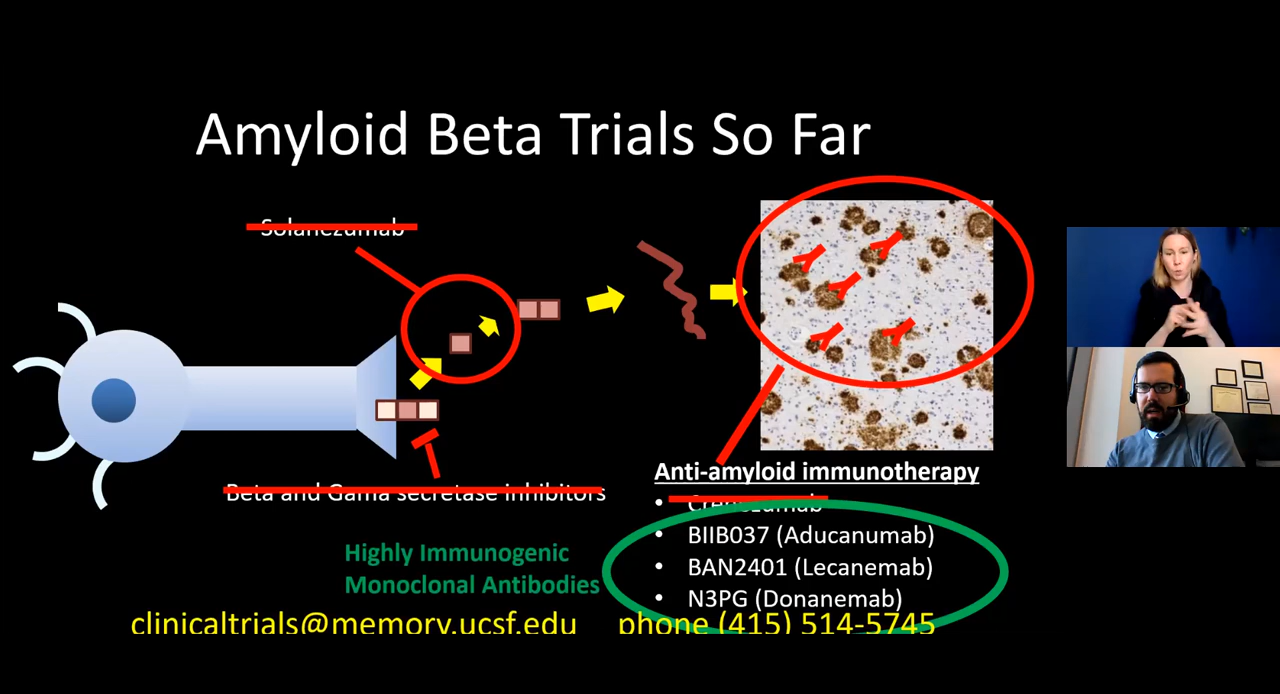 Amyloid Beta Trials So Far
Solanezumab
Beta and Gama secretase inhibitors
Anti-amyloid immunotherapy
• Crenezumab
• BIIB037 (Aducanumab)
• BAN2401 (Lecanemab)
• N3PG (Donanemab)
Highly Immunogenic
Monoclonal Antibodies
clinicaltrials@memory.ucsf.edu phone (415) 514-5745